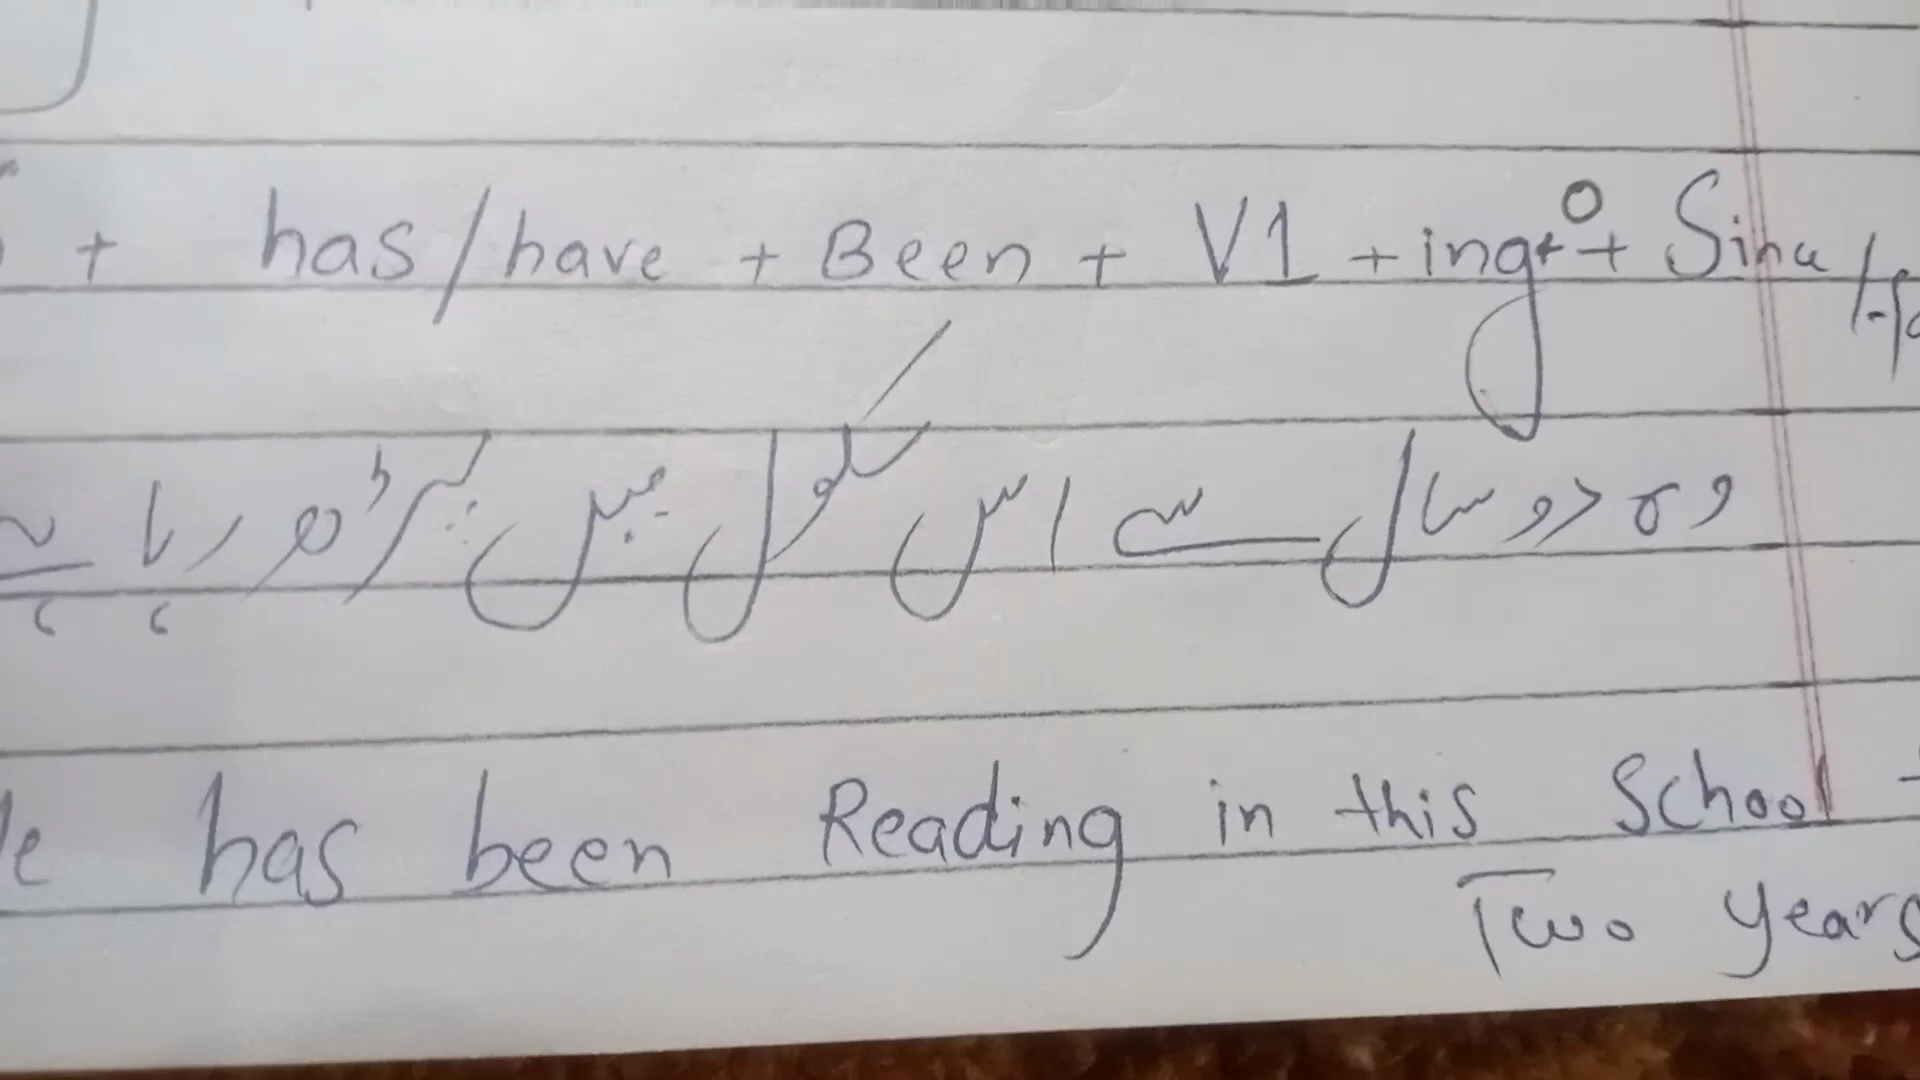 + has/have + Been + V1 + ing + O +
وہ دو سال سے اس سکول میں پڑھ رہا ہے
has been Reading in this School
Two years